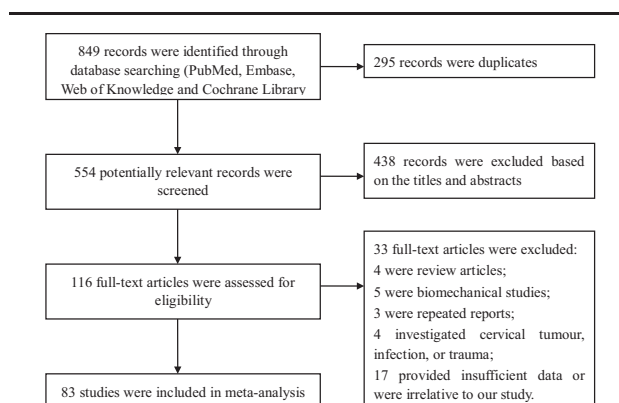 849 records were identified through
database searching (PubMed, Embase,
Web of Knowledge and Cochrane Library
295 records were duplicates
554 potentially relevant records were
screened
438 records were excluded based
on the titles and abstracts
116 full-text articles were assessed for
eligibility
33 full-text articles were excluded:
4 were review articles;
5 were biomechanical studies;
3 were repeated reports;
4 investigated cervical tumour,
infection, or trauma;
17 provided insufficient data or
were irrelative to our study.
83 studies were included in meta-analysis